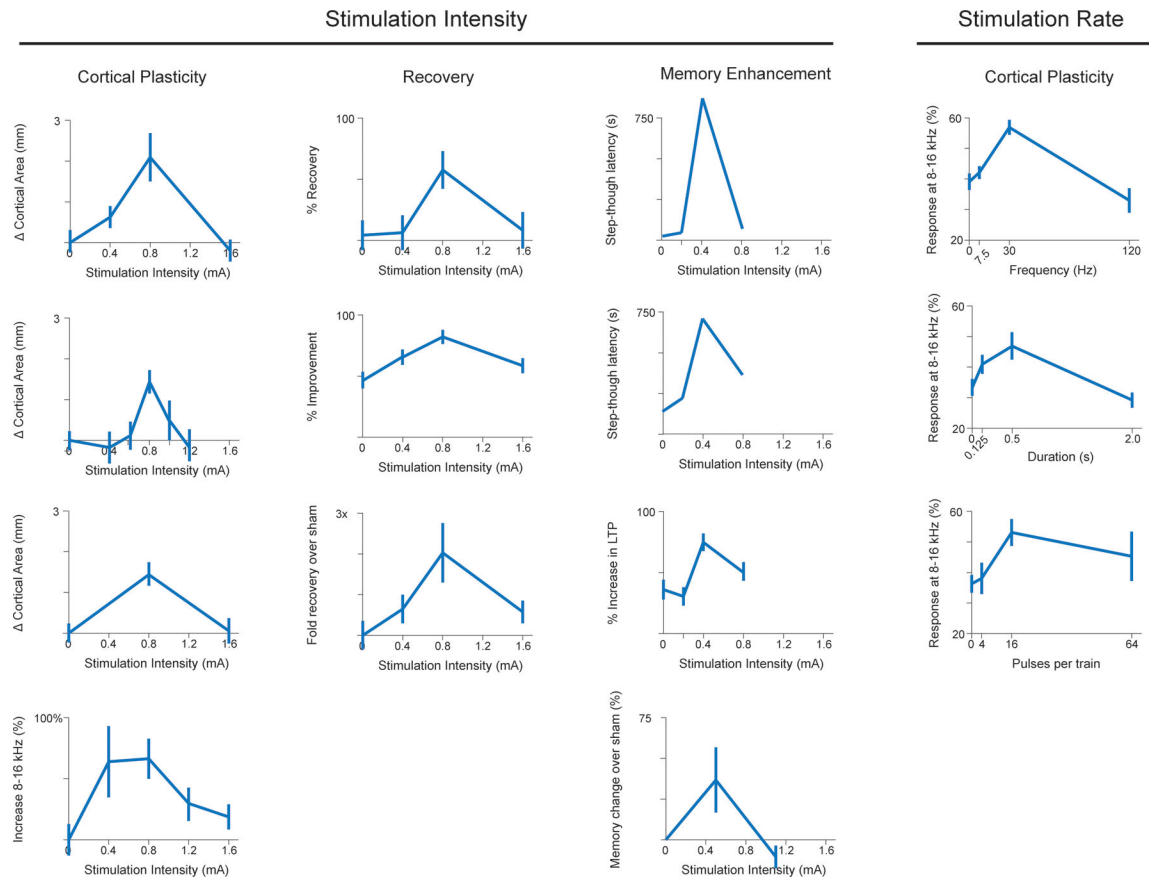 Stimulation Intensity
Stimulation Rate
Cortical Plasticity
Recovery
Memory Enhancement
Cortical Plasticity
3
Δ Cortical Area (mm)
0 0.4 0.8 1.2 1.6
Stimulation Intensity (mA)
100
% Recovery
0 0.4 0.8 1.2 1.6
Stimulation Intensity (mA)
750
Step-though latency (s)
0 0.4 0.8 1.2 1.6
Stimulation Intensity (mA)
60
20
Response at 8-16 kHz (%)
0 7.5 30 120
Frequency (Hz)
3
Δ Cortical Area (mm)
0 0.4 0.8 1.2 1.6
Stimulation Intensity (mA)
100
% Improvement
0 0.4 0.8 1.2 1.6
Stimulation Intensity (mA)
750
Step-though latency (s)
0 0.4 0.8 1.2 1.6
Stimulation Intensity (mA)
60
20
Response at 8-16 kHz (%)
0 0.125 0.5 2.0
Duration (s)
3
Δ Cortical Area (mm)
0 0.4 0.8 1.2 1.6
Stimulation Intensity (mA)
3x
Fold recovery over sham
0 0.4 0.8 1.2 1.6
Stimulation Intensity (mA)
100
% Increase in LTP
0 0.4 0.8 1.2 1.6
Stimulation Intensity (mA)
60
20
Response at 8-16 kHz (%)
0 4 16 64
Pulses per train
100%
Increase 8-16 kHz (%)
0 0.4 0.8 1.2 1.6
Stimulation Intensity (mA)
75
Memory change over sham (%)
0 0.4 0.8 1.2 1.6
Stimulation Intensity (mA)